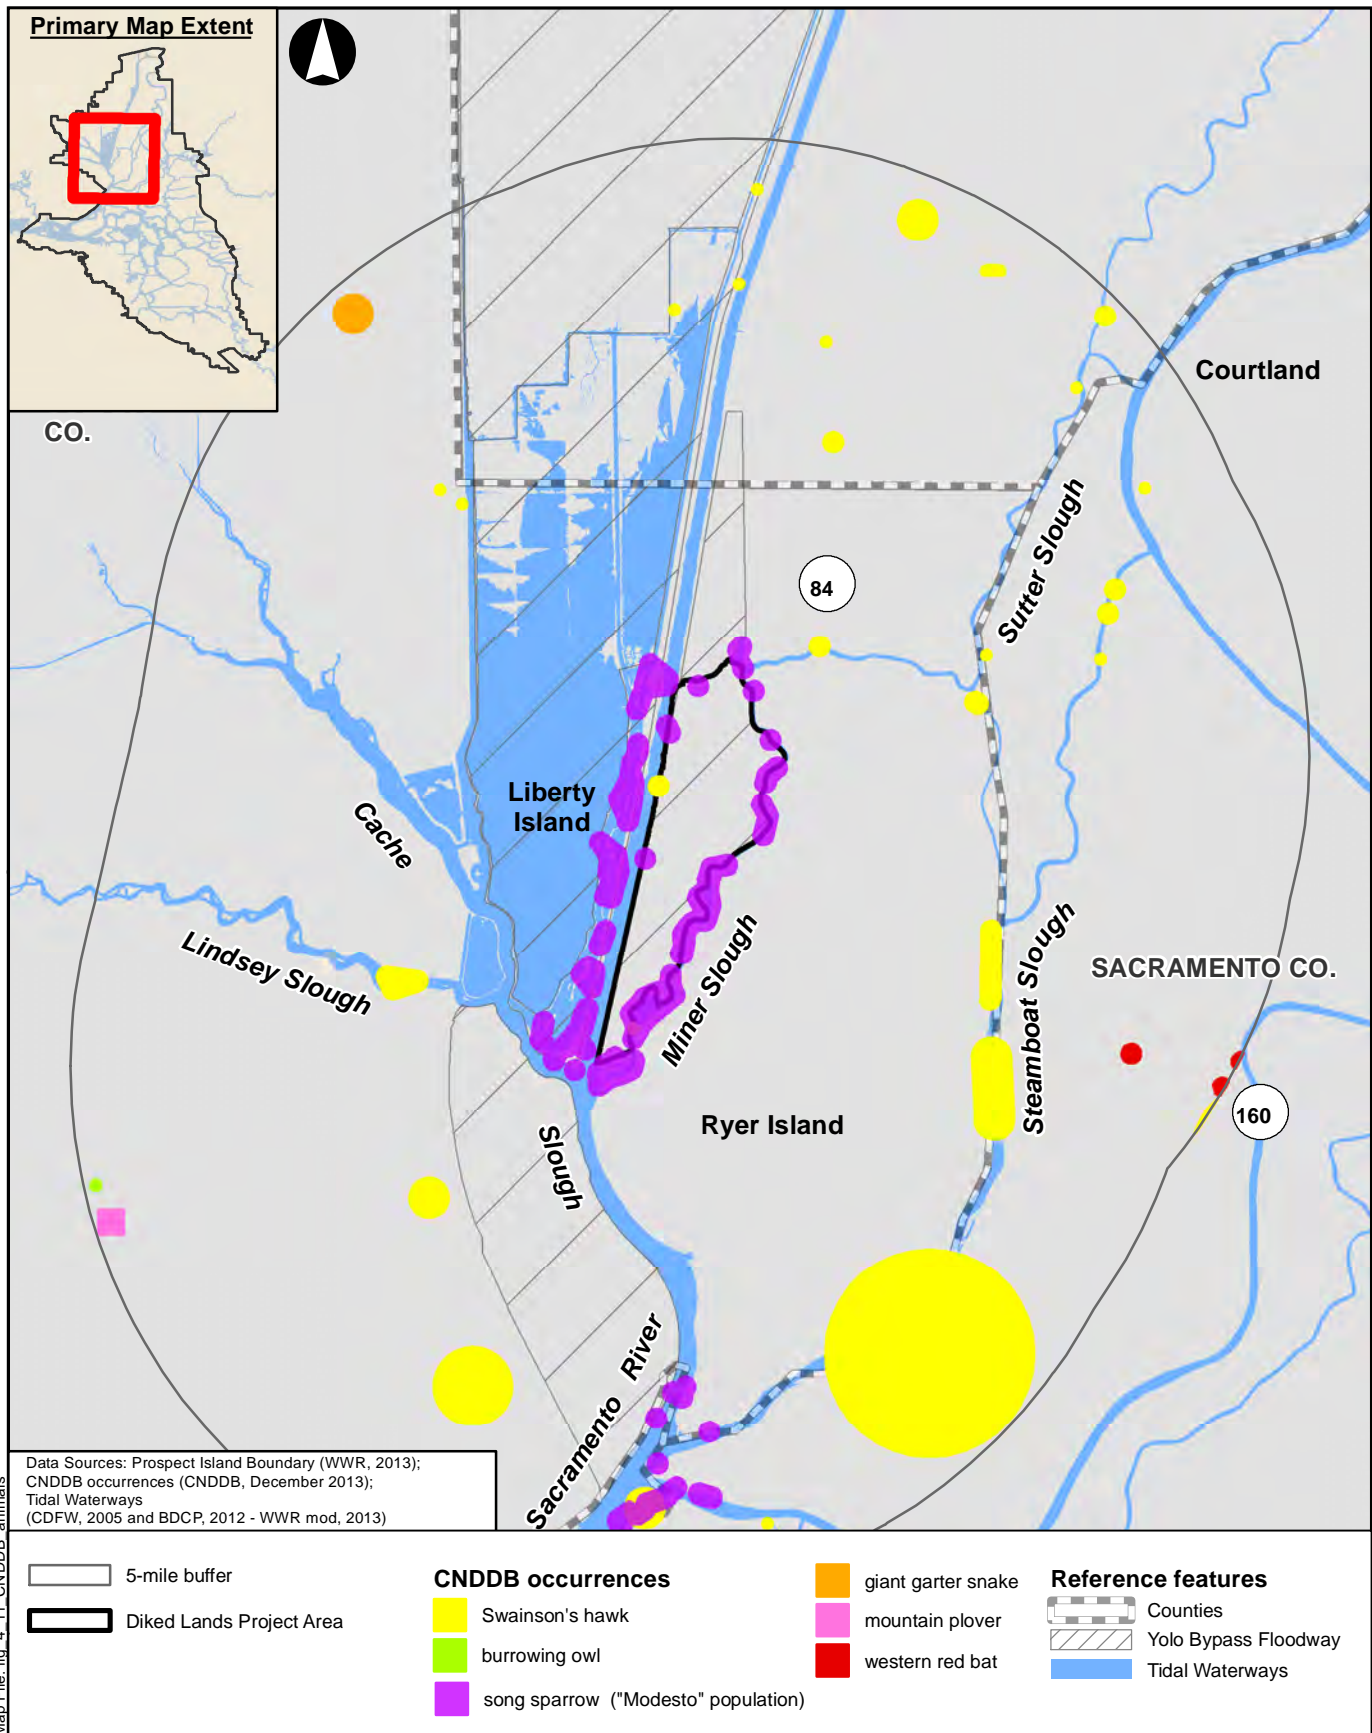 Primary Map Extent
CO.
Courtland
Sutter Slough
84
Liberty
Island
Cache
Lindsey Slough
Miner Slough
Steamboat Slough
SACRAMENTO CO.
160
Ryer Island
Slough
Sacramento River
Data Sources: Prospect Island Boundary (WWR, 2013);
CNDDB occurrences (CNDDB, December 2013);
Tidal Waterways
(CDFW, 2005 and BDCP, 2012 - WWR mod, 2013)
5-mile buffer
Diked Lands Project Area
CNDDB occurrences
Swainson's hawk
burrowing owl
song sparrow ("Modesto" population)
giant garter snake
mountain plover
western red bat
Reference features
Counties
Yolo Bypass Floodway
Tidal Waterways